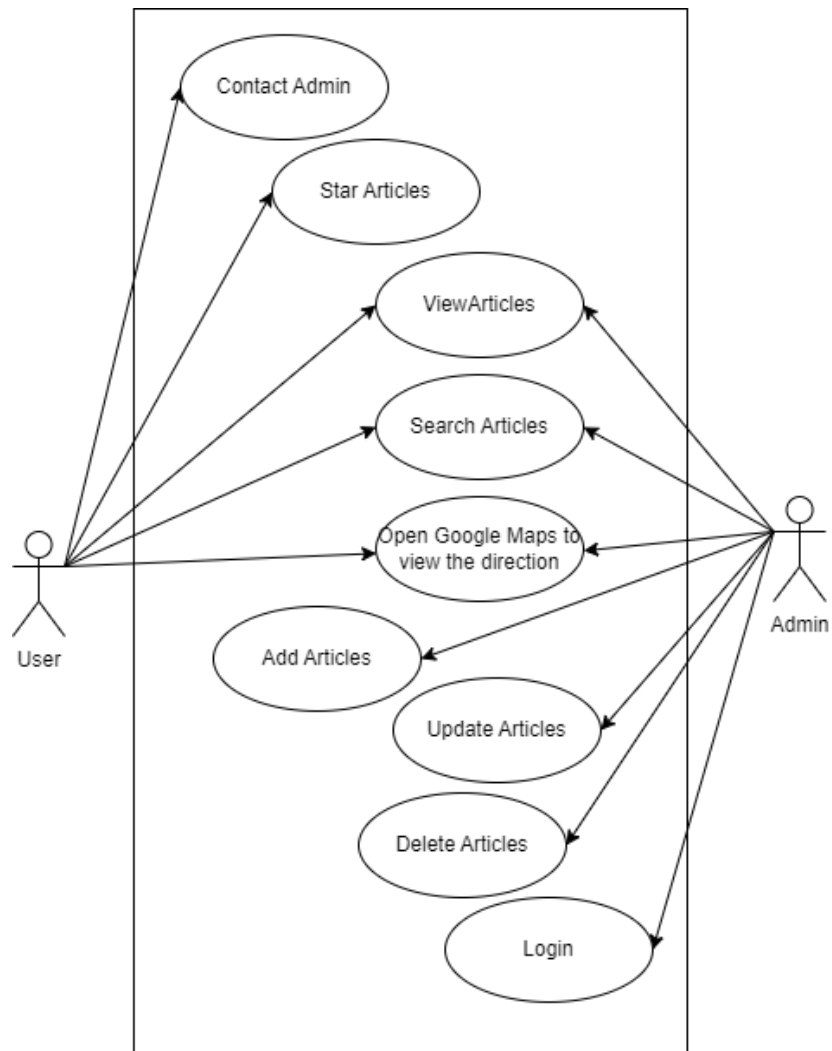 Contact Admin
Star Articles
ViewArticles
Search Articles
Open Google Maps to
view the direction
User
Admin
Add Articles
Update Articles
Delete Articles
Login